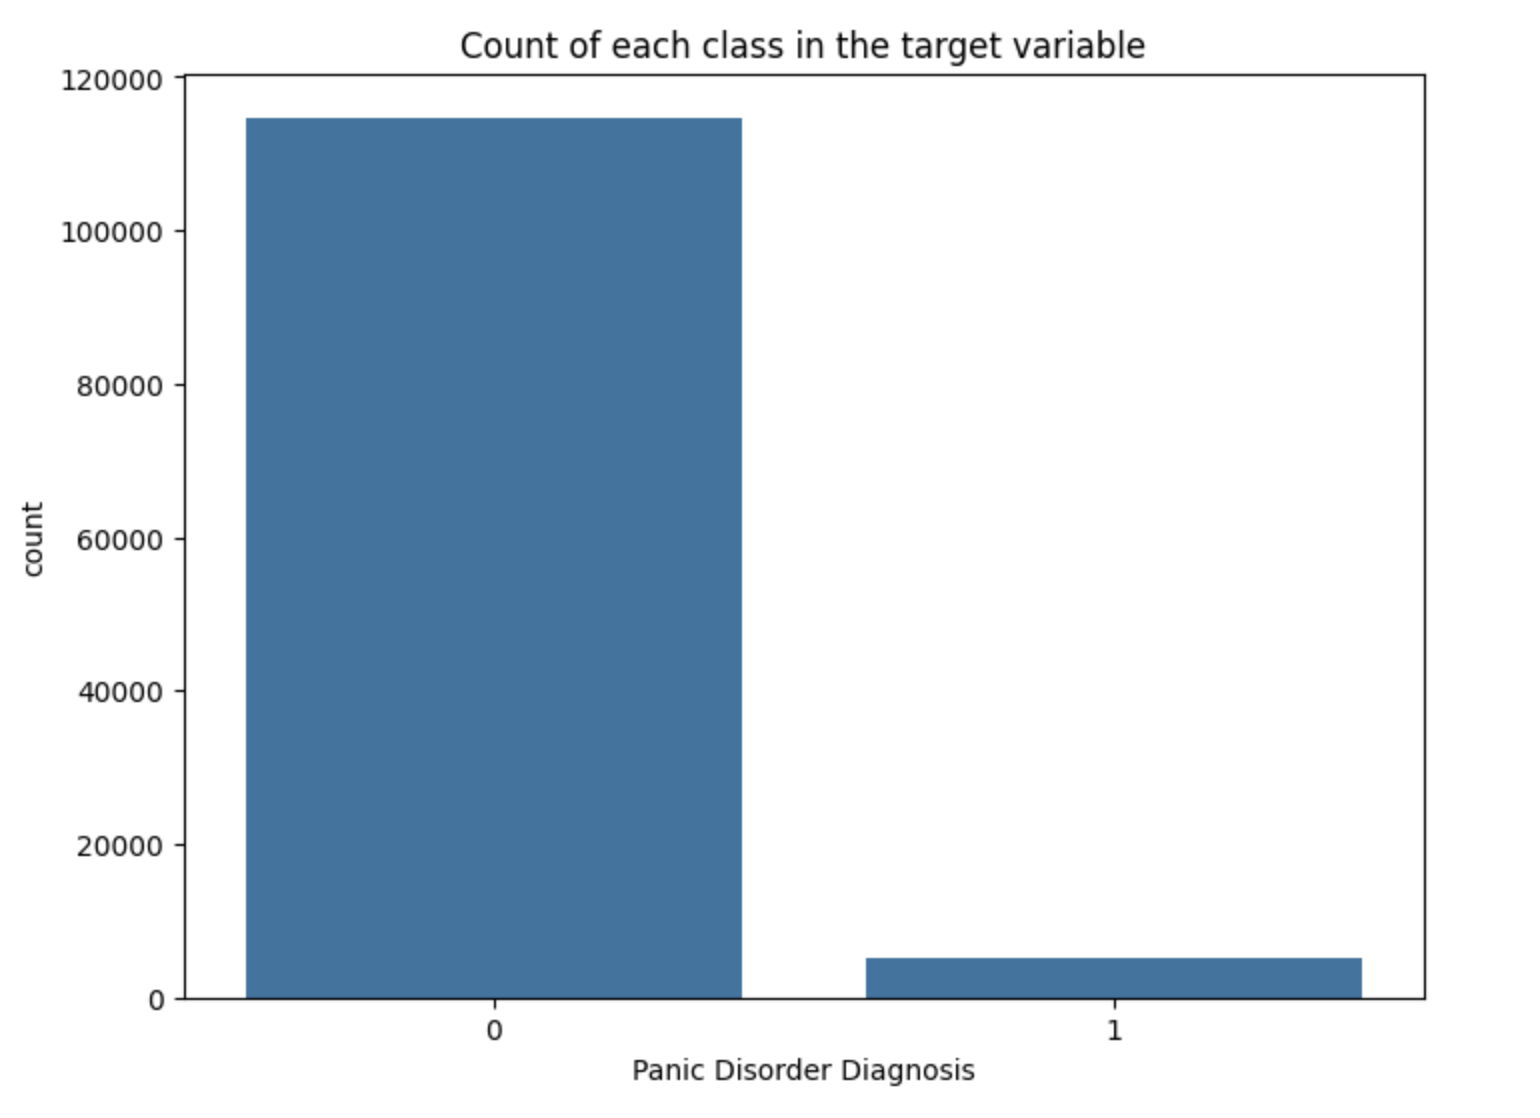 Count of each class in the target variable
120000
100000
80000
60000
40000
20000
0
count
0 1
Panic Disorder Diagnosis